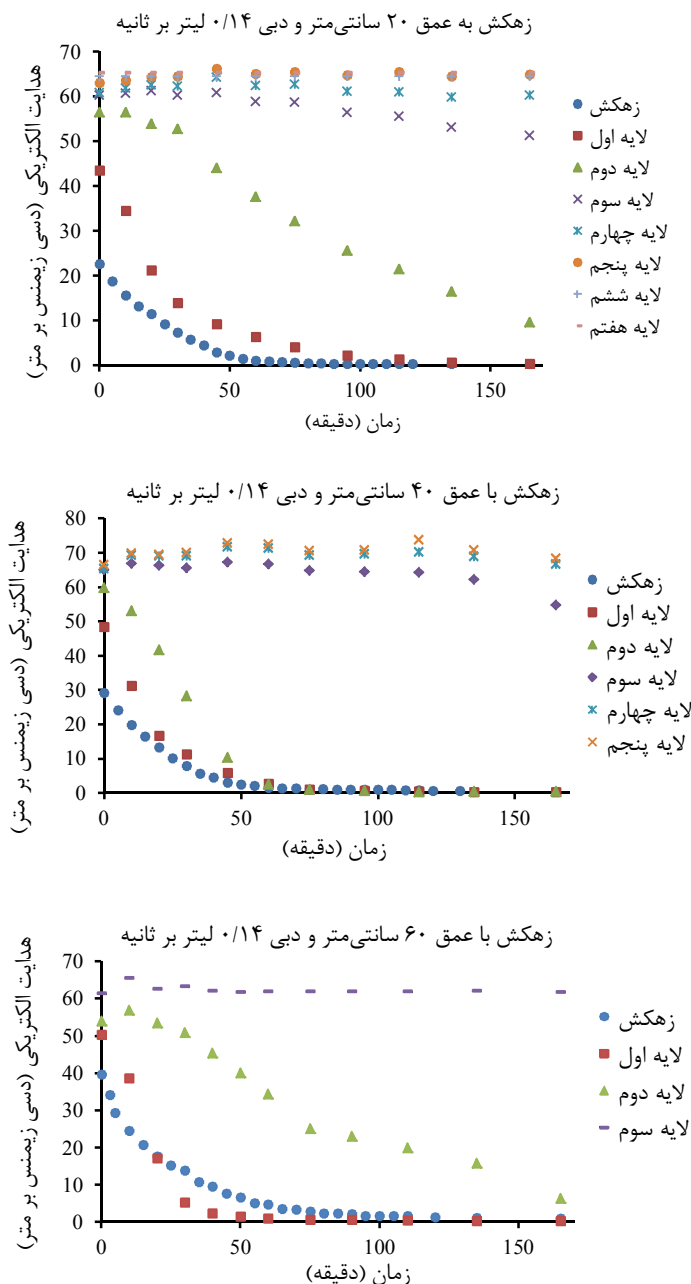 زهکش به عمق ۲۰ سانتی‌متر و دبی ۰/۱۴ لیتر بر ثانیه
هدایت الکتریکی (دسی زیمنس بر متر)
70
60
50
40
30
20
10
0
0
50
100
150
زمان (دقیقه)
زهکش
لایه اول
لایه دوم
لایه سوم
لایه چهارم
لایه پنجم
لایه ششم
لایه هفتم
زهکش با عمق ۴۰ سانتی‌متر و دبی ۰/۱۴ لیتر بر ثانیه
هدایت الکتریکی (دسی زیمنس بر متر)
80
70
60
50
40
30
20
10
0
0
50
100
150
زمان (دقیقه)
زهکش
لایه اول
لایه دوم
لایه سوم
لایه چهارم
لایه پنجم
زهکش با عمق ۶۰ سانتی‌متر و دبی ۰/۱۴ لیتر بر ثانیه
هدایت الکتریکی (دسی زیمنس بر متر)
70
60
50
40
30
20
10
0
0
50
100
150
زمان (دقیقه)
زهکش
لایه اول
لایه دوم
لایه سوم